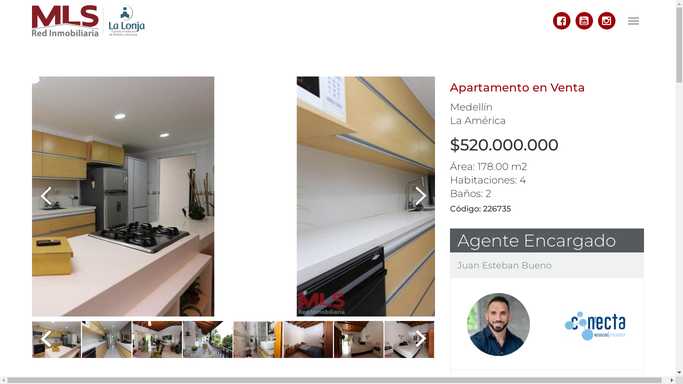 MLS
Red Inmobiliaria
La Lonja
Apartamento en Venta
Medellín
La América
$520.000.000
Área: 178.00 m2
Habitaciones: 4
Baños: 2
Código: 226735
Agente Encargado
Juan Esteban Bueno
MLS
Red Inmobiliaria
conecta